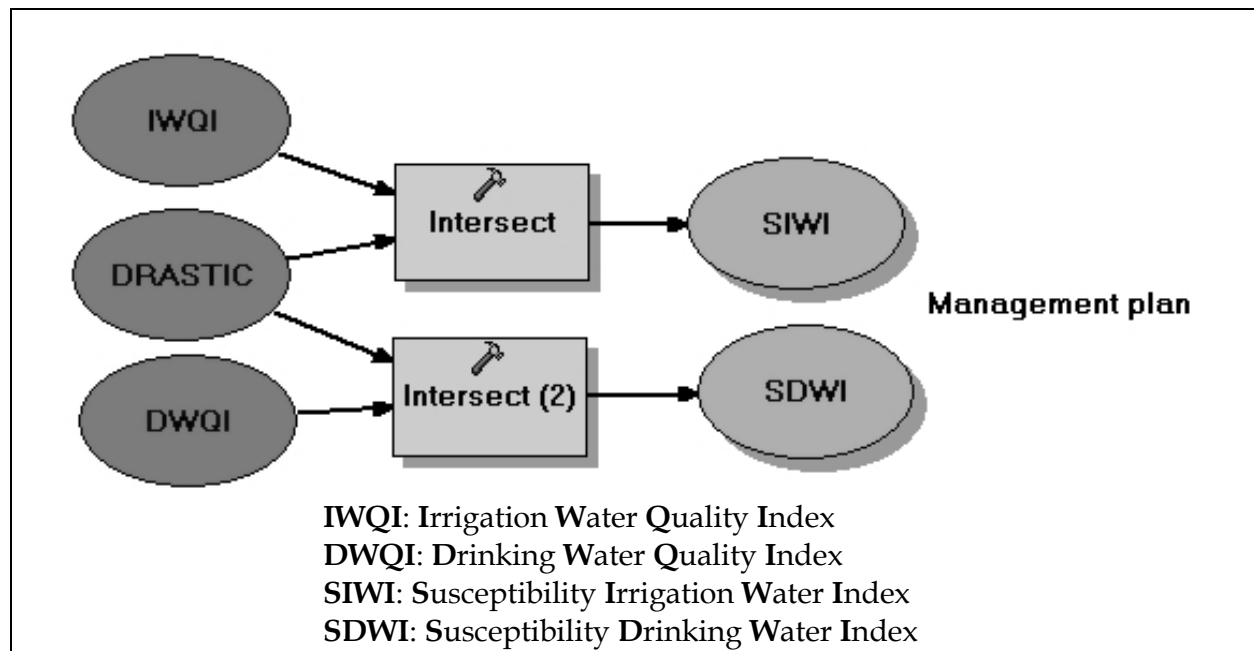 IWQI
Intersect
SIWI
DRASTIC
Management plan
Intersect (2)
SDWI
DWQI
IWQI: Irrigation Water Quality Index
DWQI: Drinking Water Quality Index
SIWI: Susceptibility Irrigation Water Index
SDWI: Susceptibility Drinking Water Index